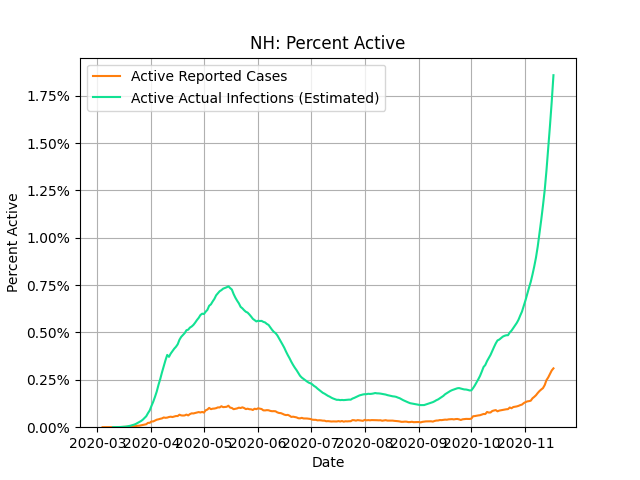 NH: Percent Active
Active Reported Cases
Active Actual Infections (Estimated)
Percent Active
1.75%
1.50%
1.25%
1.00%
0.75%
0.50%
0.25%
0.00%
2020-03 2020-04 2020-05 2020-06 2020-07 2020-08 2020-09 2020-10 2020-11
Date